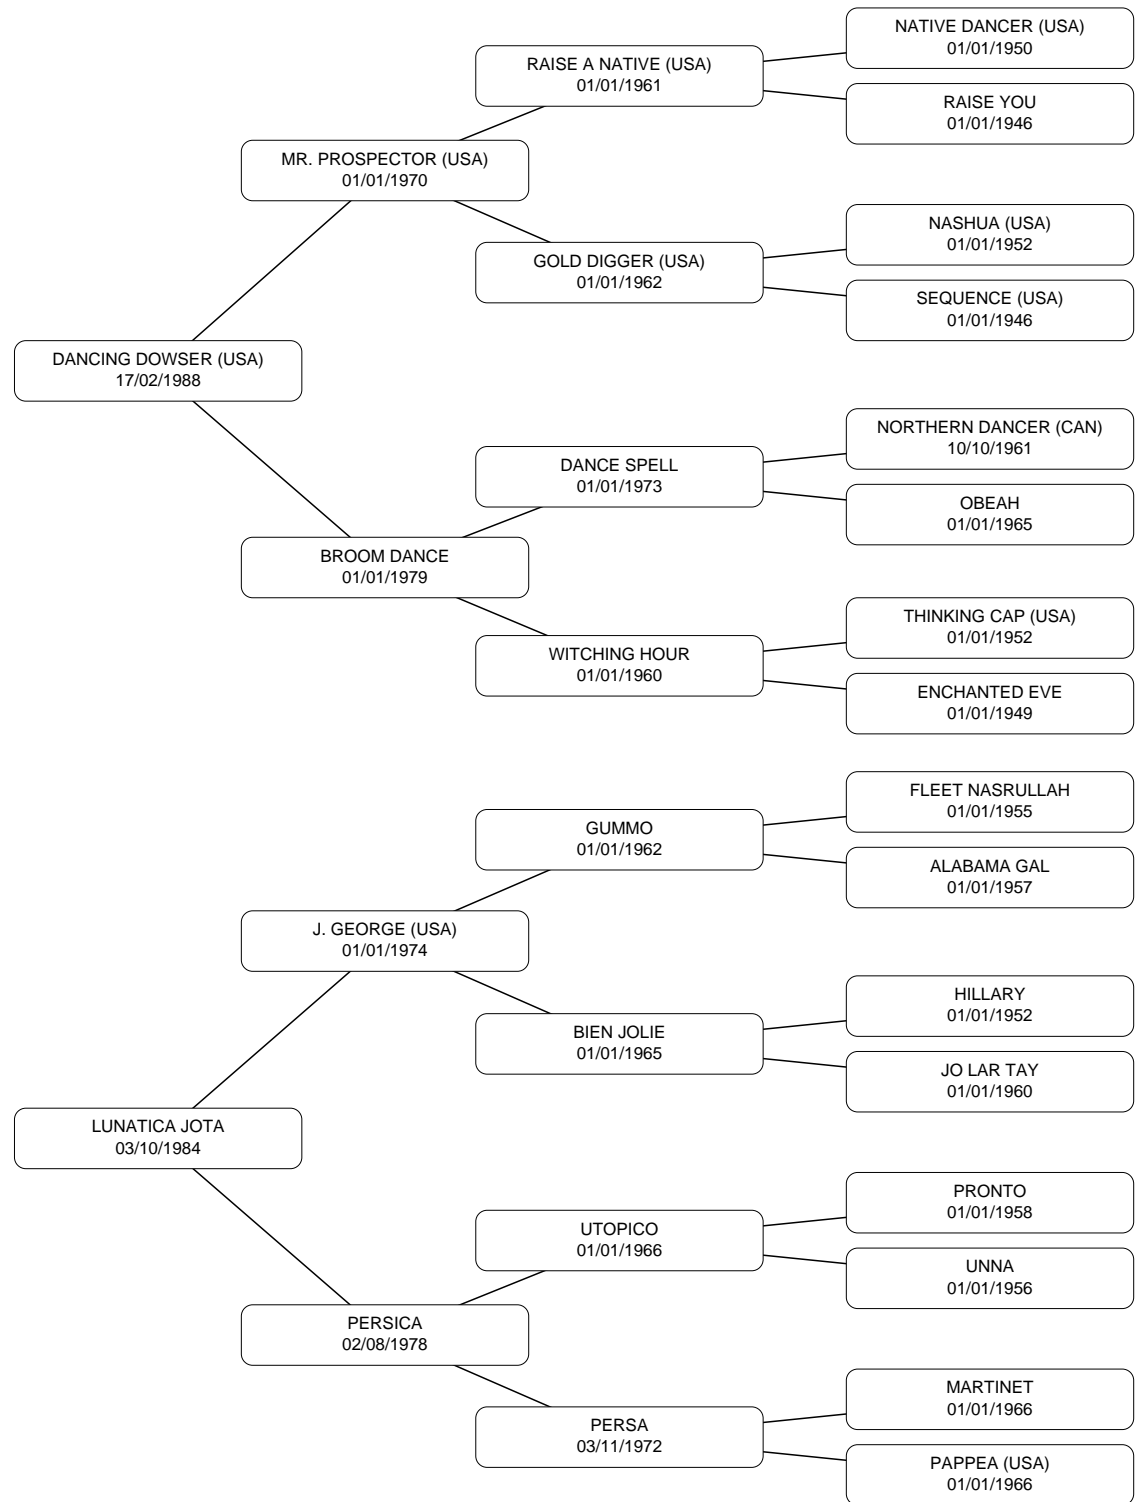 NATIVE DANCER (USA)
01/01/1950
RAISE A NATIVE (USA)
01/01/1961
RAISE YOU
01/01/1946
MR. PROSPECTOR (USA)
01/01/1970
NASHUA (USA)
01/01/1952
GOLD DIGGER (USA)
01/01/1962
SEQUENCE (USA)
01/01/1946
DANCING DOWSER (USA)
17/02/1988
NORTHERN DANCER (CAN)
10/10/1961
DANCE SPELL
01/01/1973
OBEAH
01/01/1965
BROOM DANCE
01/01/1979
THINKING CAP (USA)
01/01/1952
WITCHING HOUR
01/01/1960
ENCHANTED EVE
01/01/1949
FLEET NASRULLAH
01/01/1955
GUMMO
01/01/1962
ALABAMA GAL
01/01/1957
J. GEORGE (USA)
01/01/1974
HILLARY
01/01/1952
BIEN JOLIE
01/01/1965
JO LAR TAY
01/01/1960
LUNATICA JOTA
03/10/1984
PRONTO
01/01/1958
UTOPICO
01/01/1966
UNNA
01/01/1956
PERSICA
02/08/1978
MARTINET
01/01/1966
PERSA
03/11/1972
PAPPEA (USA)
01/01/1966